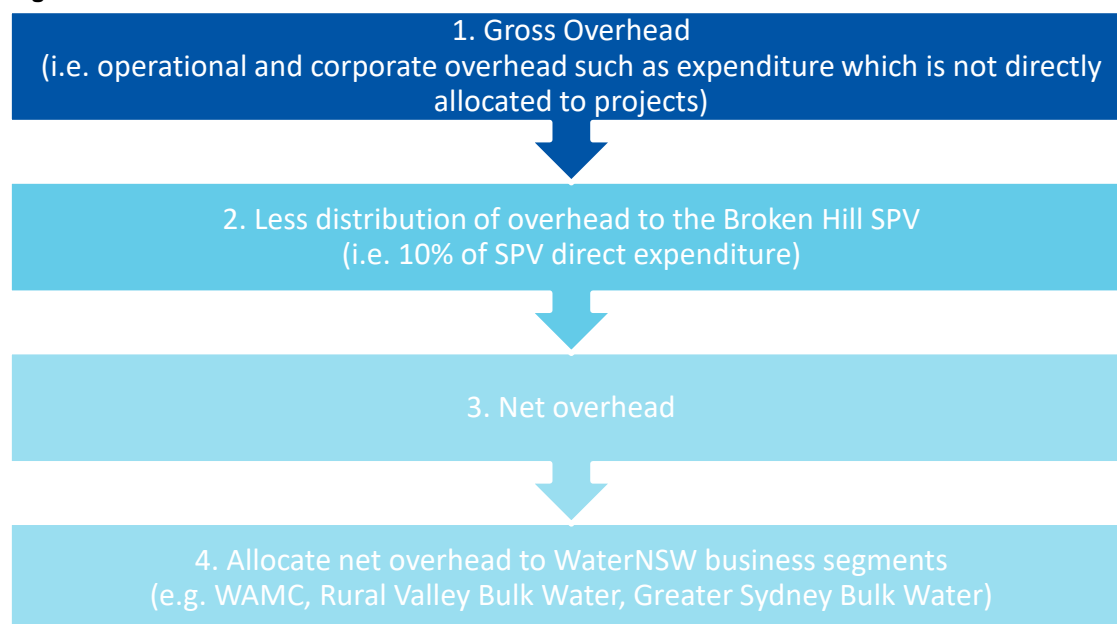 1. Gross Overhead
(i.e. operational and corporate overhead such as expenditure which is not directly
allocated to projects)
2. Less distribution of overhead to the Broken Hill SPV
(i.e. 10% of SPV direct expenditure)
3. Net overhead
4. Allocate net overhead to WaterNSW business segments
(e.g. WAMC, Rural Valley Bulk Water, Greater Sydney Bulk Water)